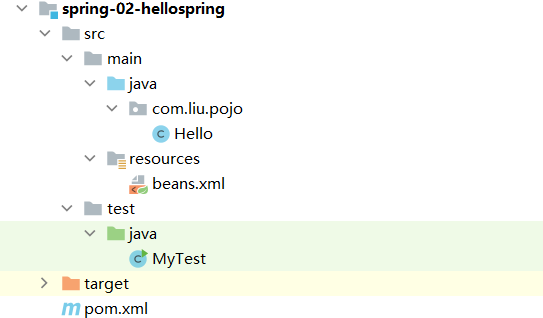 spring-02-hellospring
src
main
java
com.liu.pojo
C Hello
resources
beans.xml
test
java
C MyTest
target
m pom.xml